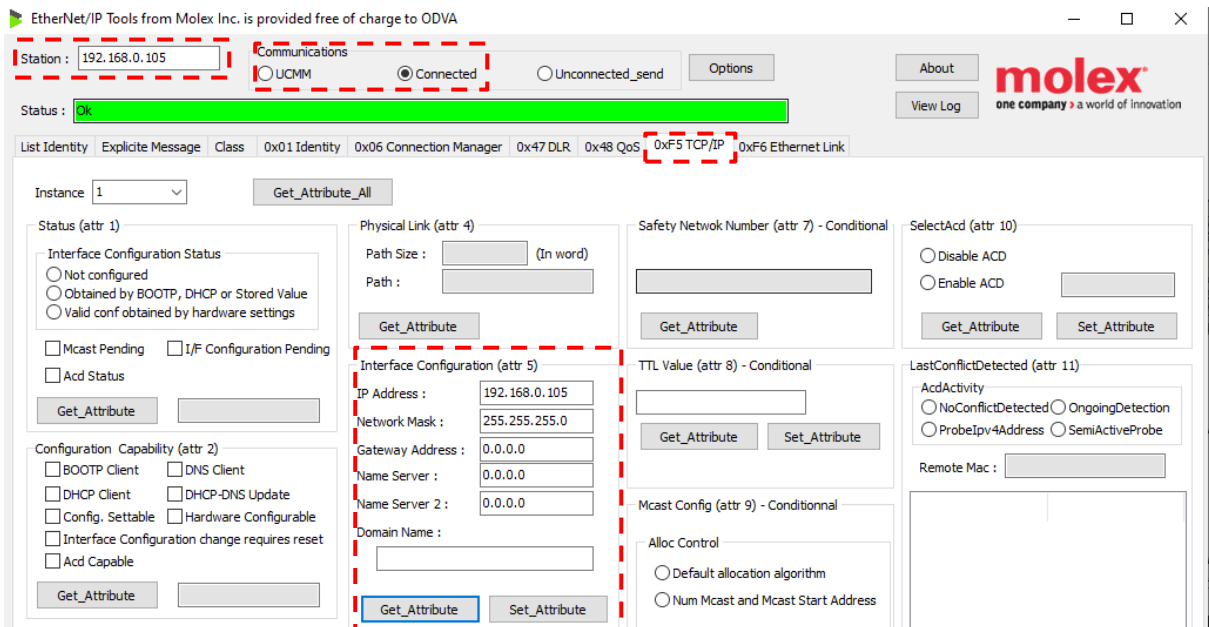 EtherNet/IP Tools from Molex Inc. is provided free of charge to ODVA
Station : 192.168.0.105
Communications
UCMM Connected Unconnected_send
Options
About
View Log
molex
one company > a world of innovation
Status : Ok
List Identity Explicite Message Class 0x01 Identity 0x06 Connection Manager 0x47 DLR 0x48 QoS 0xF5 TCP/IP 0xF6 Ethernet Link
Instance 1 Get_Attribute_All
Status (attr 1)
Interface Configuration Status
Not configured
Obtained by BOOTP, DHCP or Stored Value
Valid conf obtained by hardware settings
Mcast Pending I/F Configuration Pending
Acd Status
Get_Attribute
Configuration Capability (attr 2)
BOOTP Client DNS Client
DHCP Client DHCP-DNS Update
Config. Settable Hardware Configurable
Interface Configuration change requires reset
Acd Capable
Get_Attribute
Physical Link (attr 4)
Path Size : (In word)
Path :
Get_Attribute
Interface Configuration (attr 5)
IP Address : 192.168.0.105
Network Mask : 255.255.255.0
Gateway Address : 0.0.0.0
Name Server : 0.0.0.0
Name Server 2 : 0.0.0.0
Domain Name :
Get_Attribute Set_Attribute
Safety Netwok Number (attr 7) - Conditional
Get_Attribute
TTL Value (attr 8) - Conditional
Get_Attribute Set_Attribute
Mcast Config (attr 9) - Conditionnal
Alloc Control
Default allocation algorithm
Num Mcast and Mcast Start Address
SelectAcd (attr 10)
Disable ACD
Enable ACD
Get_Attribute Set_Attribute
LastConflictDetected (attr 11)
AcdActivity
NoConflictDetected OngoingDetection
ProbeIpv4Address SemiActiveProbe
Remote Mac :